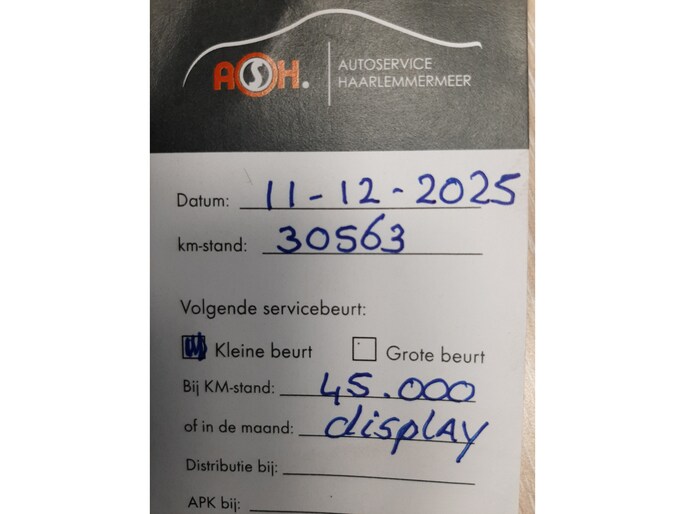 ASH. AUTOSERVICE
HAARLEMMERMEER
Datum: 11-12-2025
km-stand: 30563
Volgende servicebeurt:
Kleine beurt Grote beurt
Bij KM-stand: 45.000
of in de maand: display
Distributie bij:
APK bij: